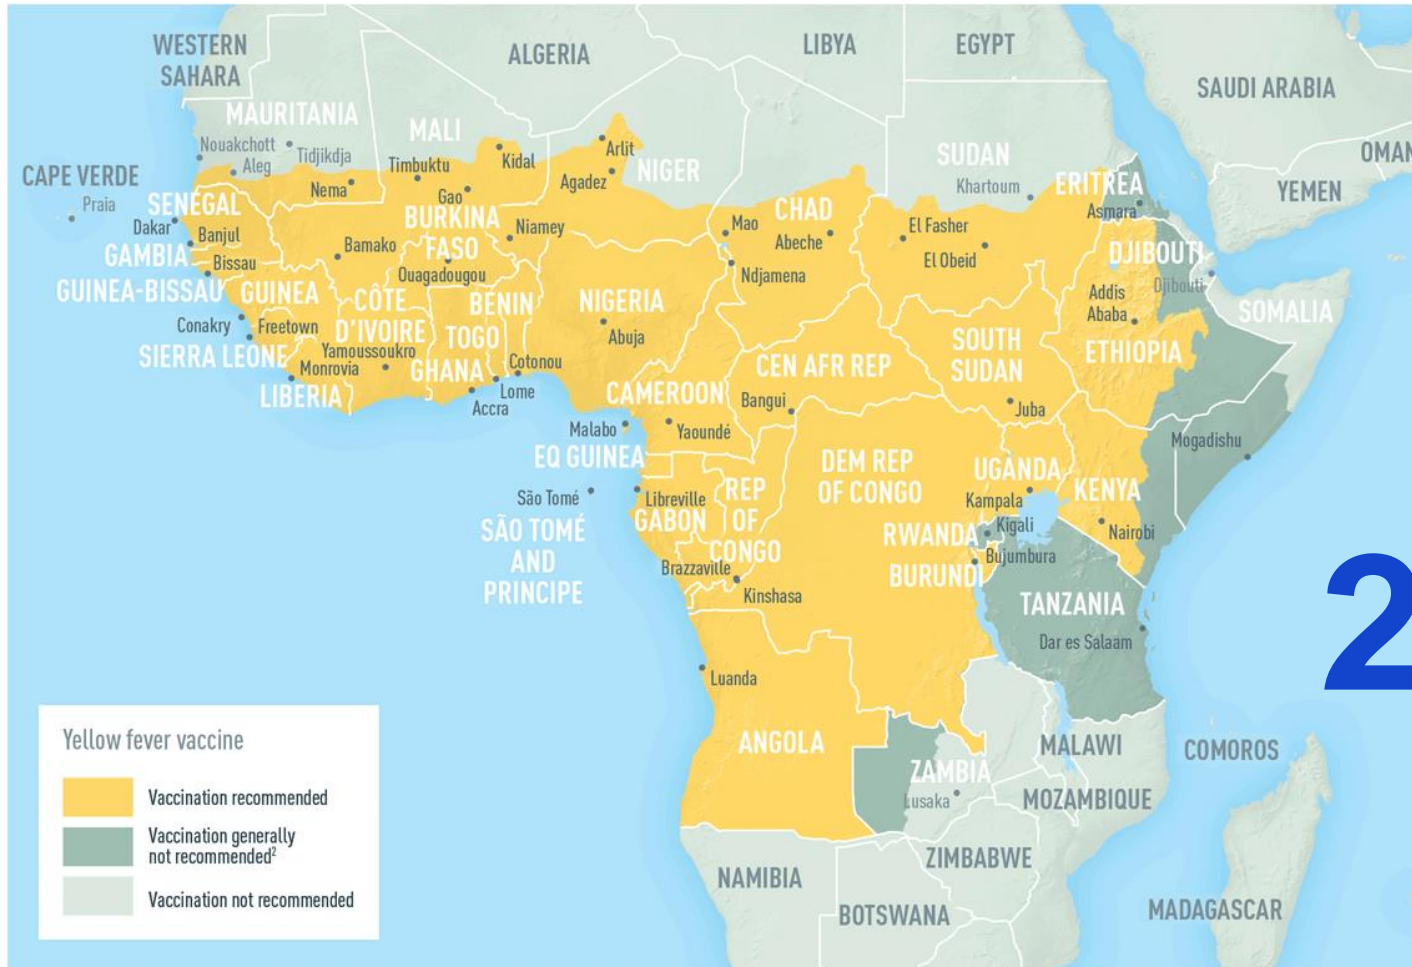 WESTERN
SAHARA
ALGERIA
LIBYA
EGYPT
SAUDI ARABIA
MAURITANIA
MALI
Nouakchott
Aleg
Tidjikdja
Timbuktu
Kidal
Arlit
NIGER
SUDAN
Khartoum
OMAN
CAPE VERDE
Praia
Nema
Gao
Agadez
ERITREA
Asmara
YEMEN
SENEGAL
Dakar
Banjul
BURKINA
FASO
Niamey
Mao
CHAD
Abeche
El Fasher
El Obeid
GAMBIA
Bissau
Bamako
Ouagadougou
Ndjamena
DJIBOUTI
Djibouti
GUINEA-BISSAU
GUINEA
CÔTE
D'IVOIRE
BENIN
NIGERIA
Abuja
Addis
Ababa
SOMALIA
Conakry
Freetown
TOGO
SOUTH
SUDAN
ETHIOPIA
SIERRA LEONE
Monrovia
Yamoussoukro
GHANA
Cotonou
Lome
Accra
CEN AFR REP
Bangui
LIBERIA
CAMEROON
Juba
Malabo
Yaoundé
Mogadishu
EQ GUINEA
DEM REP
OF CONGO
UGANDA
Kampala
KENYA
São Tomé
Libreville
GABON
REP
OF
CONGO
SÃO TOMÉ
AND
PRINCIPE
RWANDA
Kigali
Nairobi
Brazzaville
Kinshasa
BURUNDI
Bujumbura
TANZANIA
Dar es Salaam
2
Luanda
ANGOLA
ZAMBIA
Lusaka
MALAWI
COMOROS
MOZAMBIQUE
ZIMBABWE
NAMIBIA
BOTSWANA
MADAGASCAR
Yellow fever vaccine
Vaccination recommended
Vaccination generally
not recommended²
Vaccination not recommended